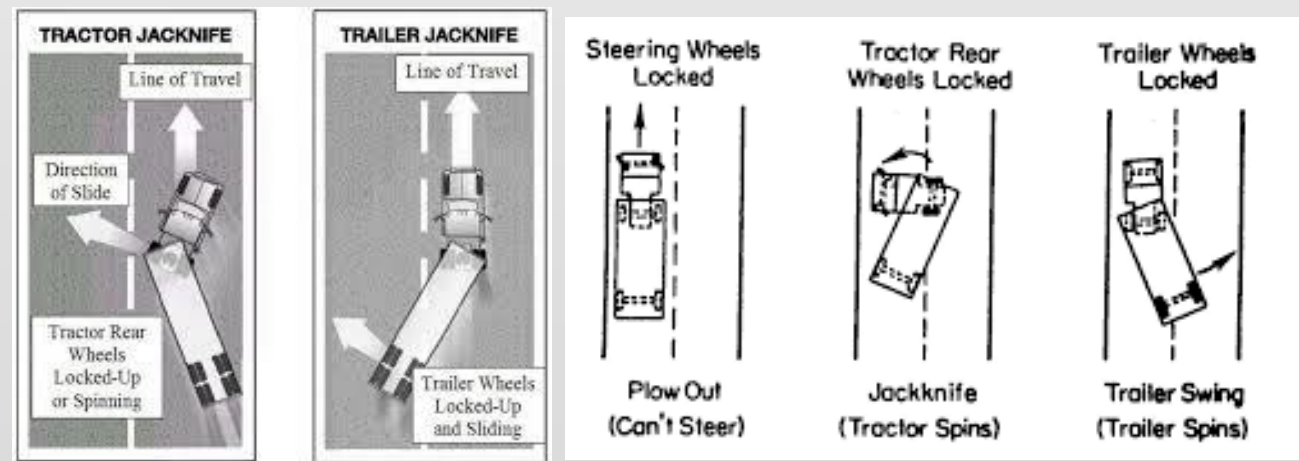 TRACTOR JACKNIFE
Line of Travel
Direction
of Slide
Tractor Rear
Wheels
Locked-Up
or Spinning
TRAILER JACKNIFE
Line of Travel
Trailer Wheels
Locked-Up
and Sliding
Steering Wheels
Locked
Plow Out
(Can't Steer)
Tractor Rear
Wheels Locked
Jackknife
(Tractor Spins)
Trailer Wheels
Locked
Trailer Swing
(Trailer Spins)